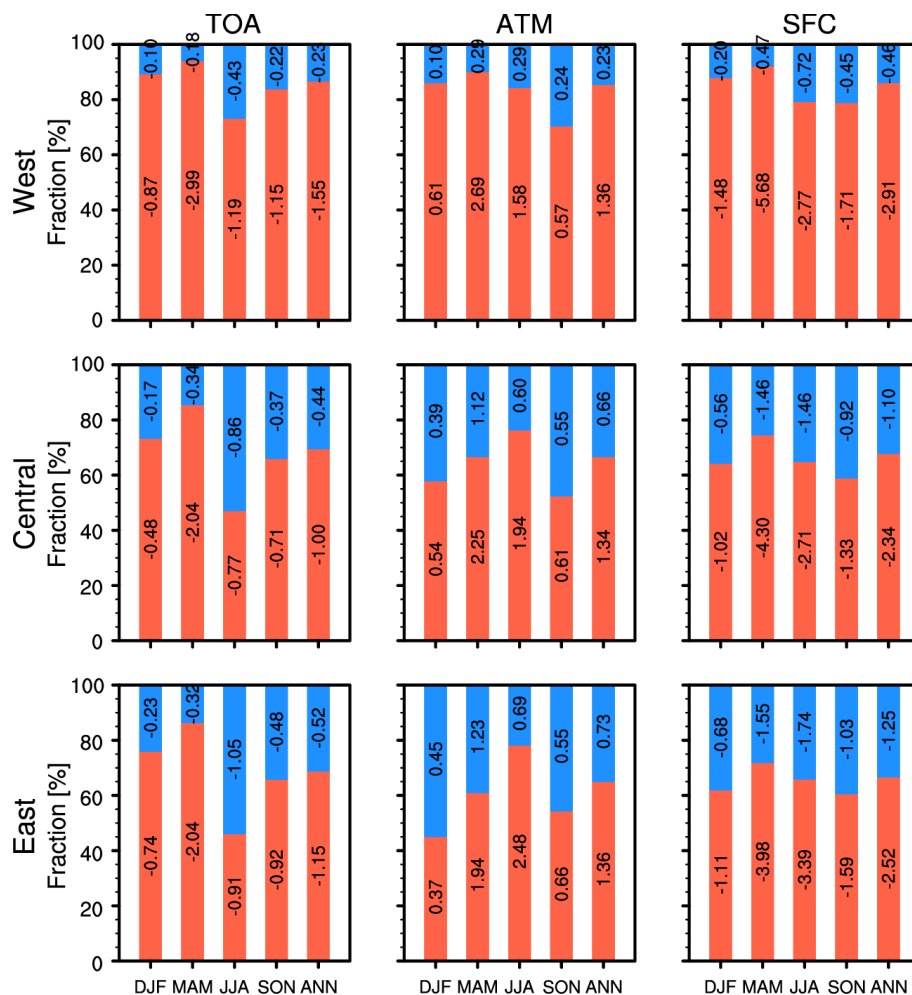 TOA ATM SFC
West
Fraction [%]
100
80
60
40
20
0
-0.10 -0.18 -0.43 -0.22 -0.23
-0.87 -2.99 -1.19 -1.15 -1.55
0.10 0.29 0.29 0.24 0.23
0.61 2.69 1.58 0.57 1.36
-0.20 -0.47 -0.72 -0.45 -0.46
-1.48 -5.68 -2.77 -1.71 -2.91
Central
Fraction [%]
100
80
60
40
20
0
-0.17 -0.34 -0.86 -0.37 -0.44
-0.48 -2.04 -0.77 -0.71 -1.00
0.39 1.12 0.60 0.55 0.66
0.54 2.25 1.94 0.61 1.34
-0.56 -1.46 -1.46 -0.92 -1.10
-1.02 -4.30 -2.71 -1.33 -2.34
East
Fraction [%]
100
80
60
40
20
0
-0.23 -0.32 -1.05 -0.48 -0.52
-0.74 -2.04 -0.91 -0.92 -1.15
0.45 1.23 0.69 0.55 0.73
0.37 1.94 2.48 0.66 1.36
-0.68 -1.55 -1.74 -1.03 -1.25
-1.11 -3.98 -3.39 -1.59 -2.52
DJF MAM JJA SON ANN
DJF MAM JJA SON ANN
DJF MAM JJA SON ANN